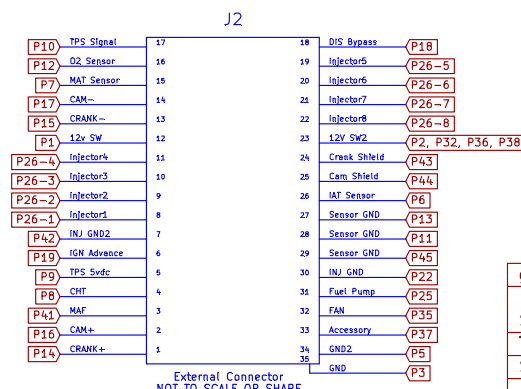 J2
P10 TPS Signal 17 18 DIS Bypass P18
P12 O2 Sensor 16 19 Injector5 P26-5
P7 MAT Sensor 15 20 Injector6 P26-6
P17 CAM- 14 21 Injector7 P26-7
P15 CRANK- 13 22 Injector8 P26-8
P1 12v SW 12 23 12V SW2 P2, P32, P36, P38
P26-4 Injector4 11 24 Crank Shield P43
P26-3 Injector3 10 25 Cam Shield P44
P26-2 Injector2 9 26 IAT Sensor P6
P26-1 Injector1 8 27 Sensor GND P13
P42 INJ GND2 7 28 Sensor GND P11
P19 IGN Advance 6 29 Sensor GND P45
P9 TPS 5vdc 5 30 INJ GND P22
P8 CHT 4 31 Fuel Pump P25
P41 MAF 3 32 FAN P35
P16 CAM+ 2 33 Accessory P37
P14 CRANK+ 1 34 GND2 P5
35 GND P3
External Connector
NOT TO SCALE OR SHAPE